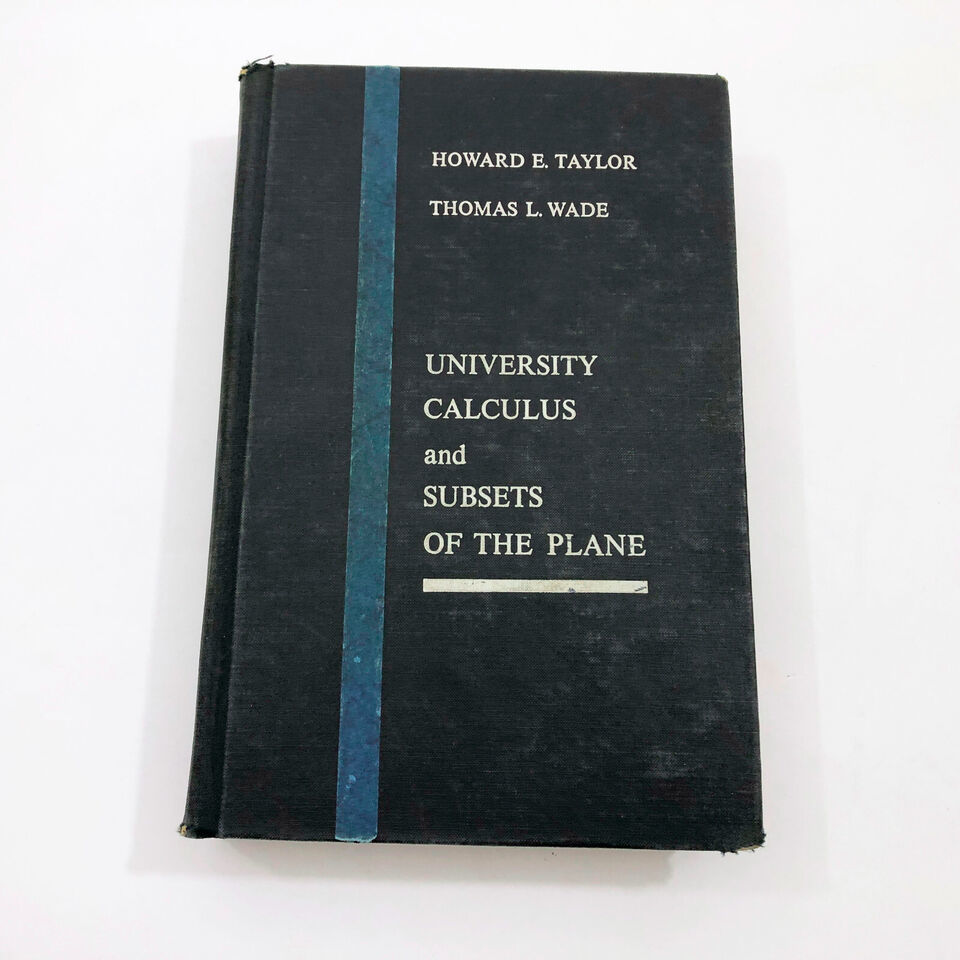 HOWARD E. TAYLOR
THOMAS L. WADE
UNIVERSITY
CALCULUS
and
SUBSETS
OF THE PLANE